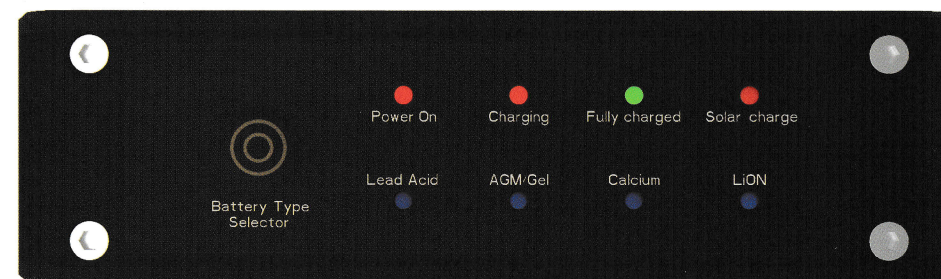 Power On
Charging
Fully charged
Solar charge
Lead Acid
AGM/Gel
Calcium
LiON
Battery Type
Selector